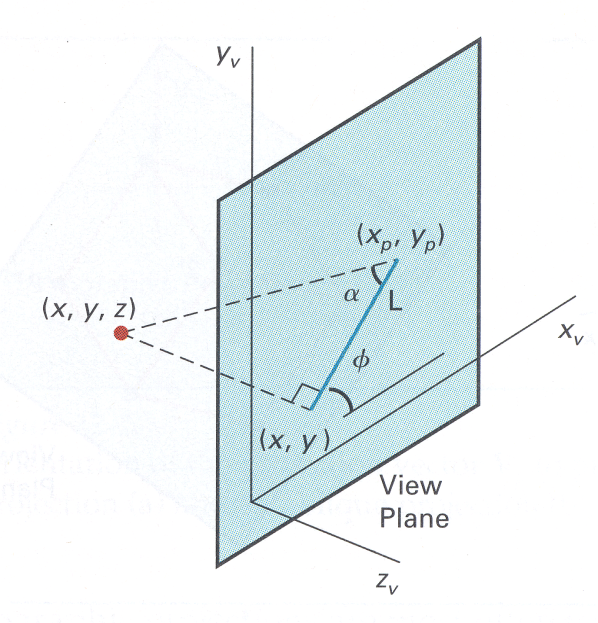 y_v
(x_p, y_p)
(x, y, z)
α
L
x_v
ϕ
(x, y)
View
Plane
z_v